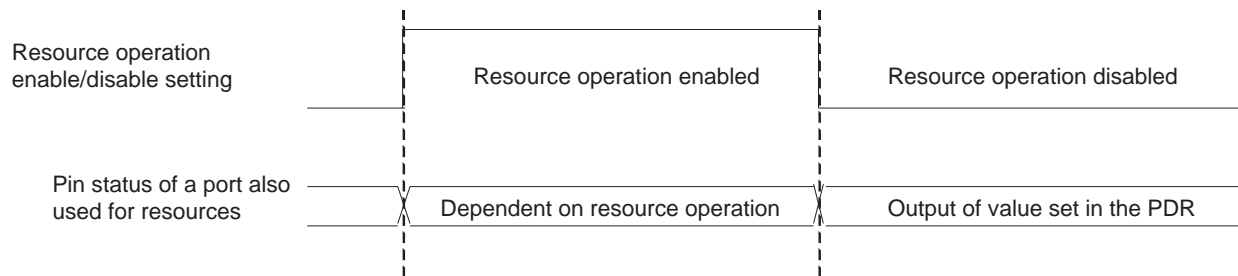 Resource operation
enable/disable setting
Resource operation enabled
Resource operation disabled
Pin status of a port also
used for resources
Dependent on resource operation
Output of value set in the PDR